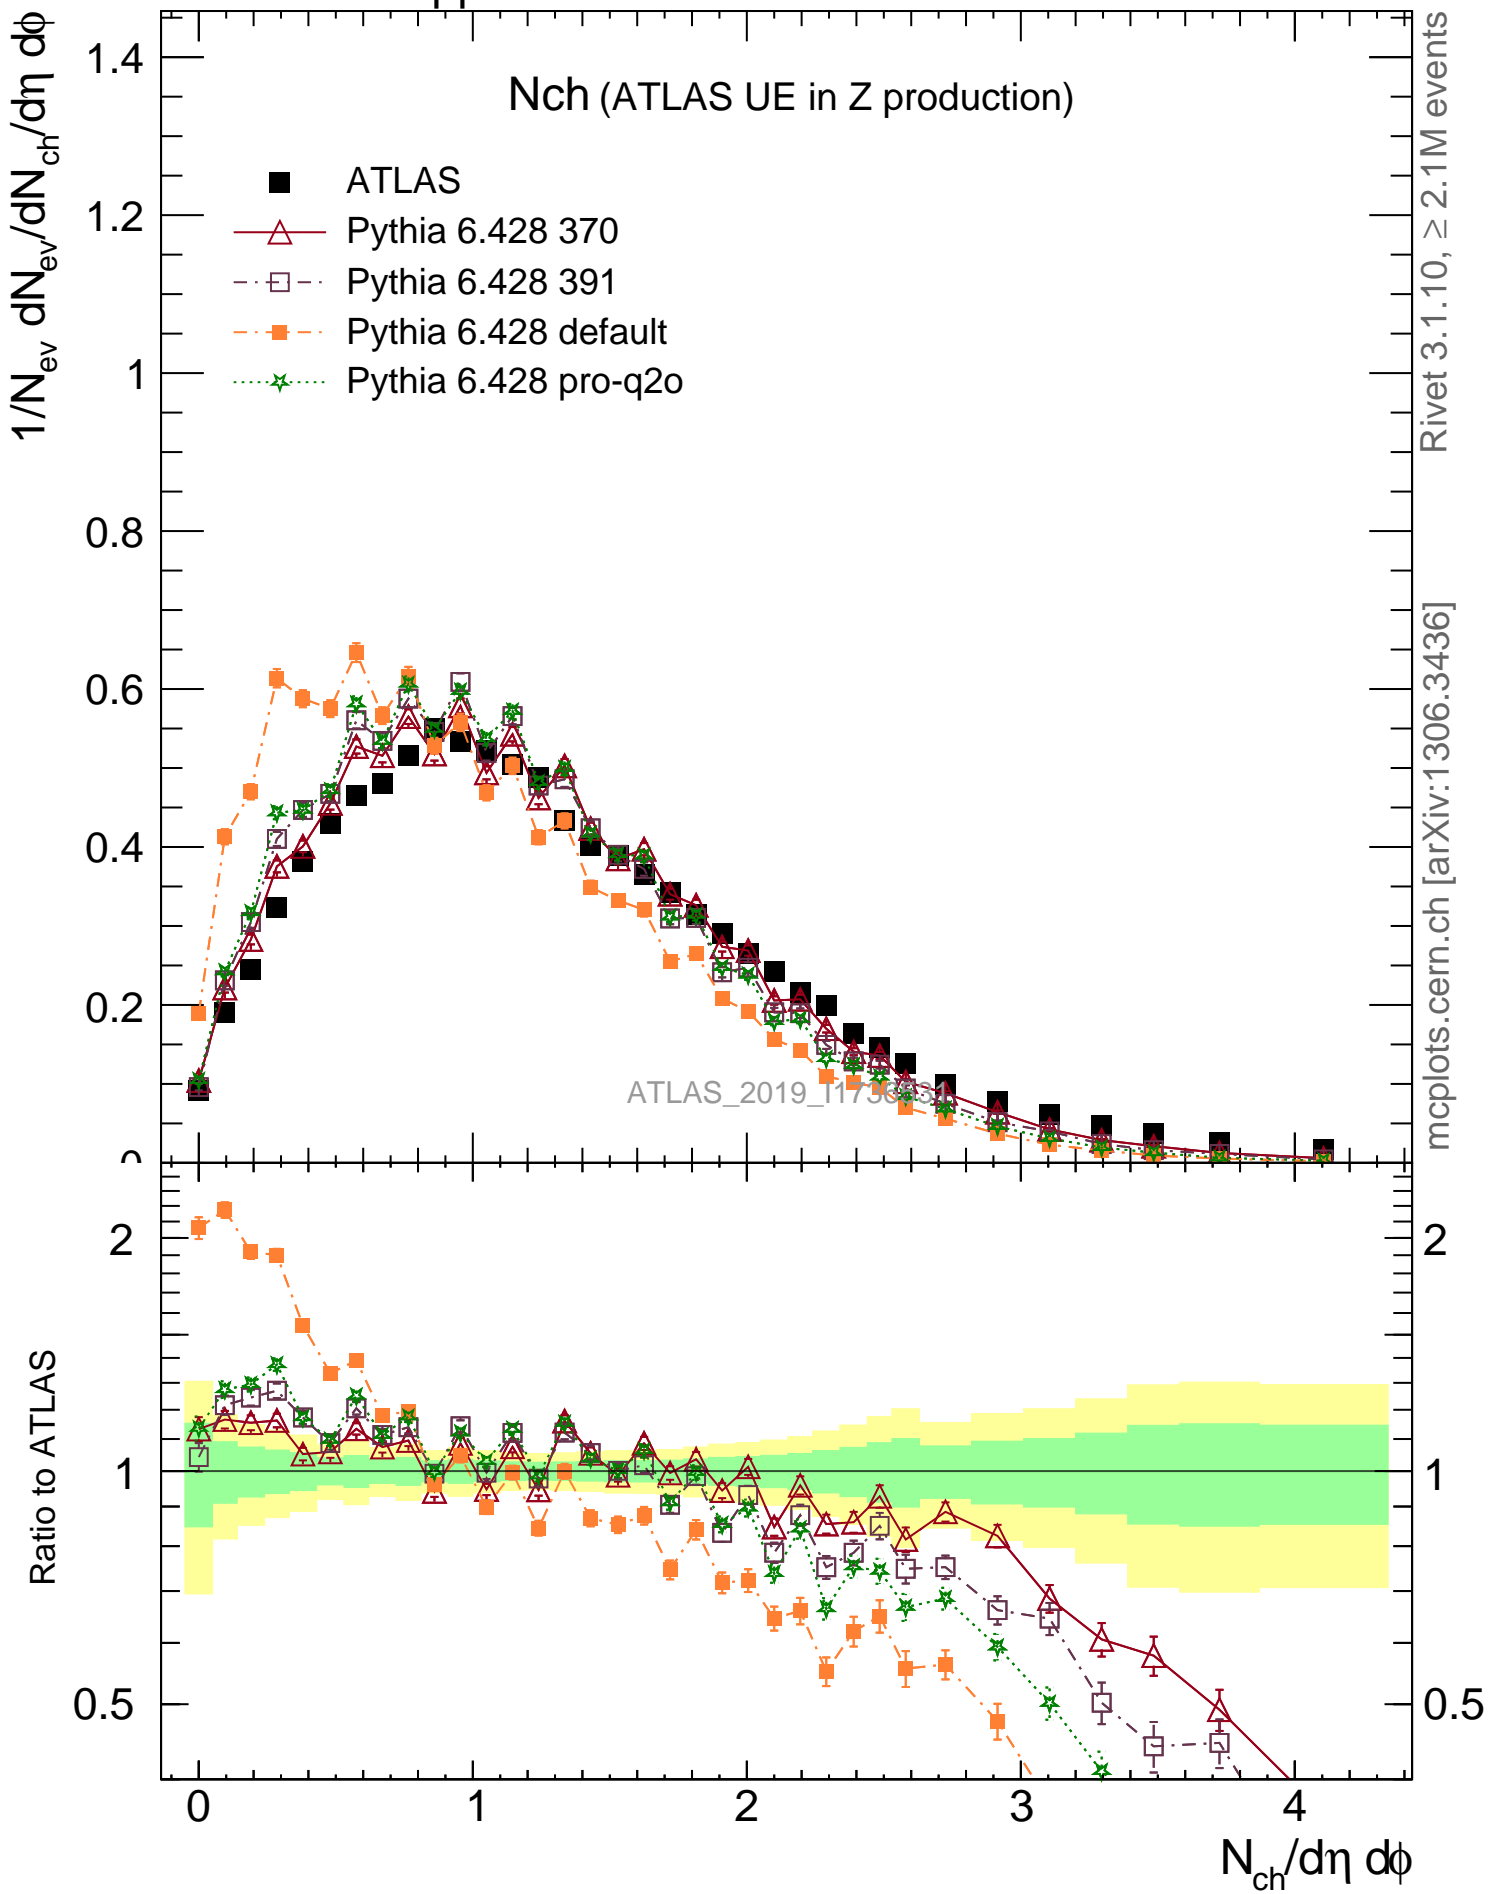 pp
Nch (ATLAS UE in Z production)
1/N_ev dN_ev/dN_ch/dη dϕ
ATLAS
Pythia 6.428 370
Pythia 6.428 391
Pythia 6.428 default
Pythia 6.428 pro-q2o
1.4
1.2
1
0.8
0.6
0.4
0.2
0
Rivet 3.1.10, ≥ 2.1M events
mcplots.cern.ch [arXiv:1306.3436]
Ratio to ATLAS
2
1
0.5
2
1
0.5
0 1 2 3 4
N_ch/dη dϕ